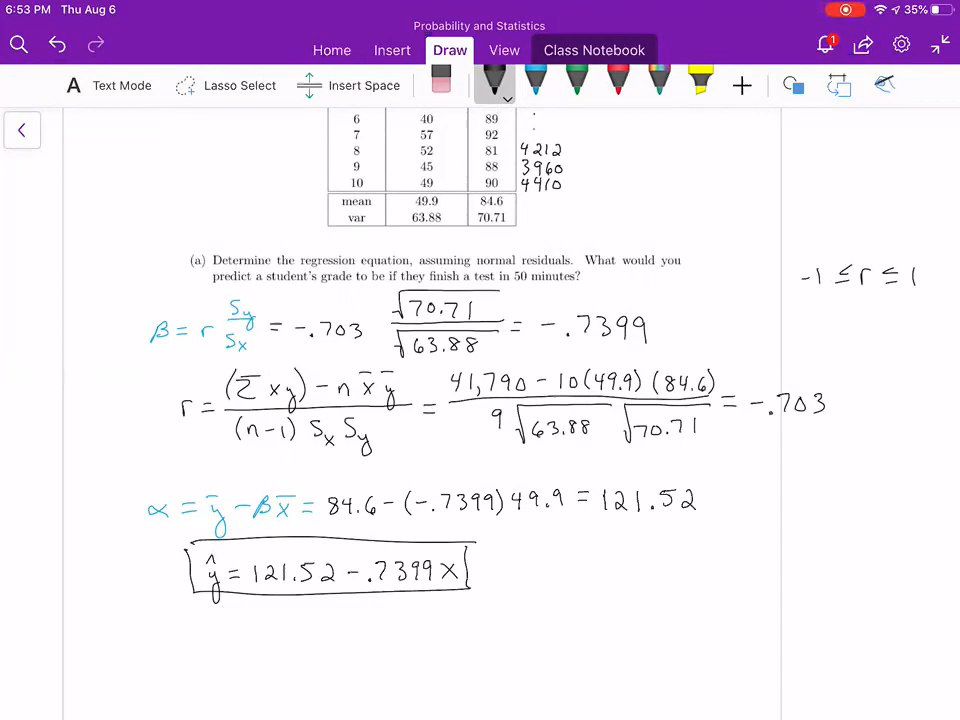 6:53 PM Thu Aug 6 35%
Probability and Statistics
Home Insert Draw View Class Notebook 1
A Text Mode Lasso Select Insert Space
6 40 89
7 57 92
8 52 81 4212
9 45 88 3960
10 49 90 4410
mean 49.9 84.6
var 63.88 70.71
(a) Determine the regression equation, assuming normal residuals. What would you
predict a student's grade to be if they finish a test in 50 minutes?
-1 ≤ r ≤ 1
β = r Sy/Sx = -.703 √70.71/√63.88 = -.7399
r = ((Σxy) - n x̄ ȳ)/((n-1) Sx Sy) = (41,790 - 10(49.9)(84.6))/(9 √63.88 √70.71) = -.703
α = ȳ - βx̄ = 84.6 - (-.7399)49.9 = 121.52
ŷ = 121.52 - .7399x